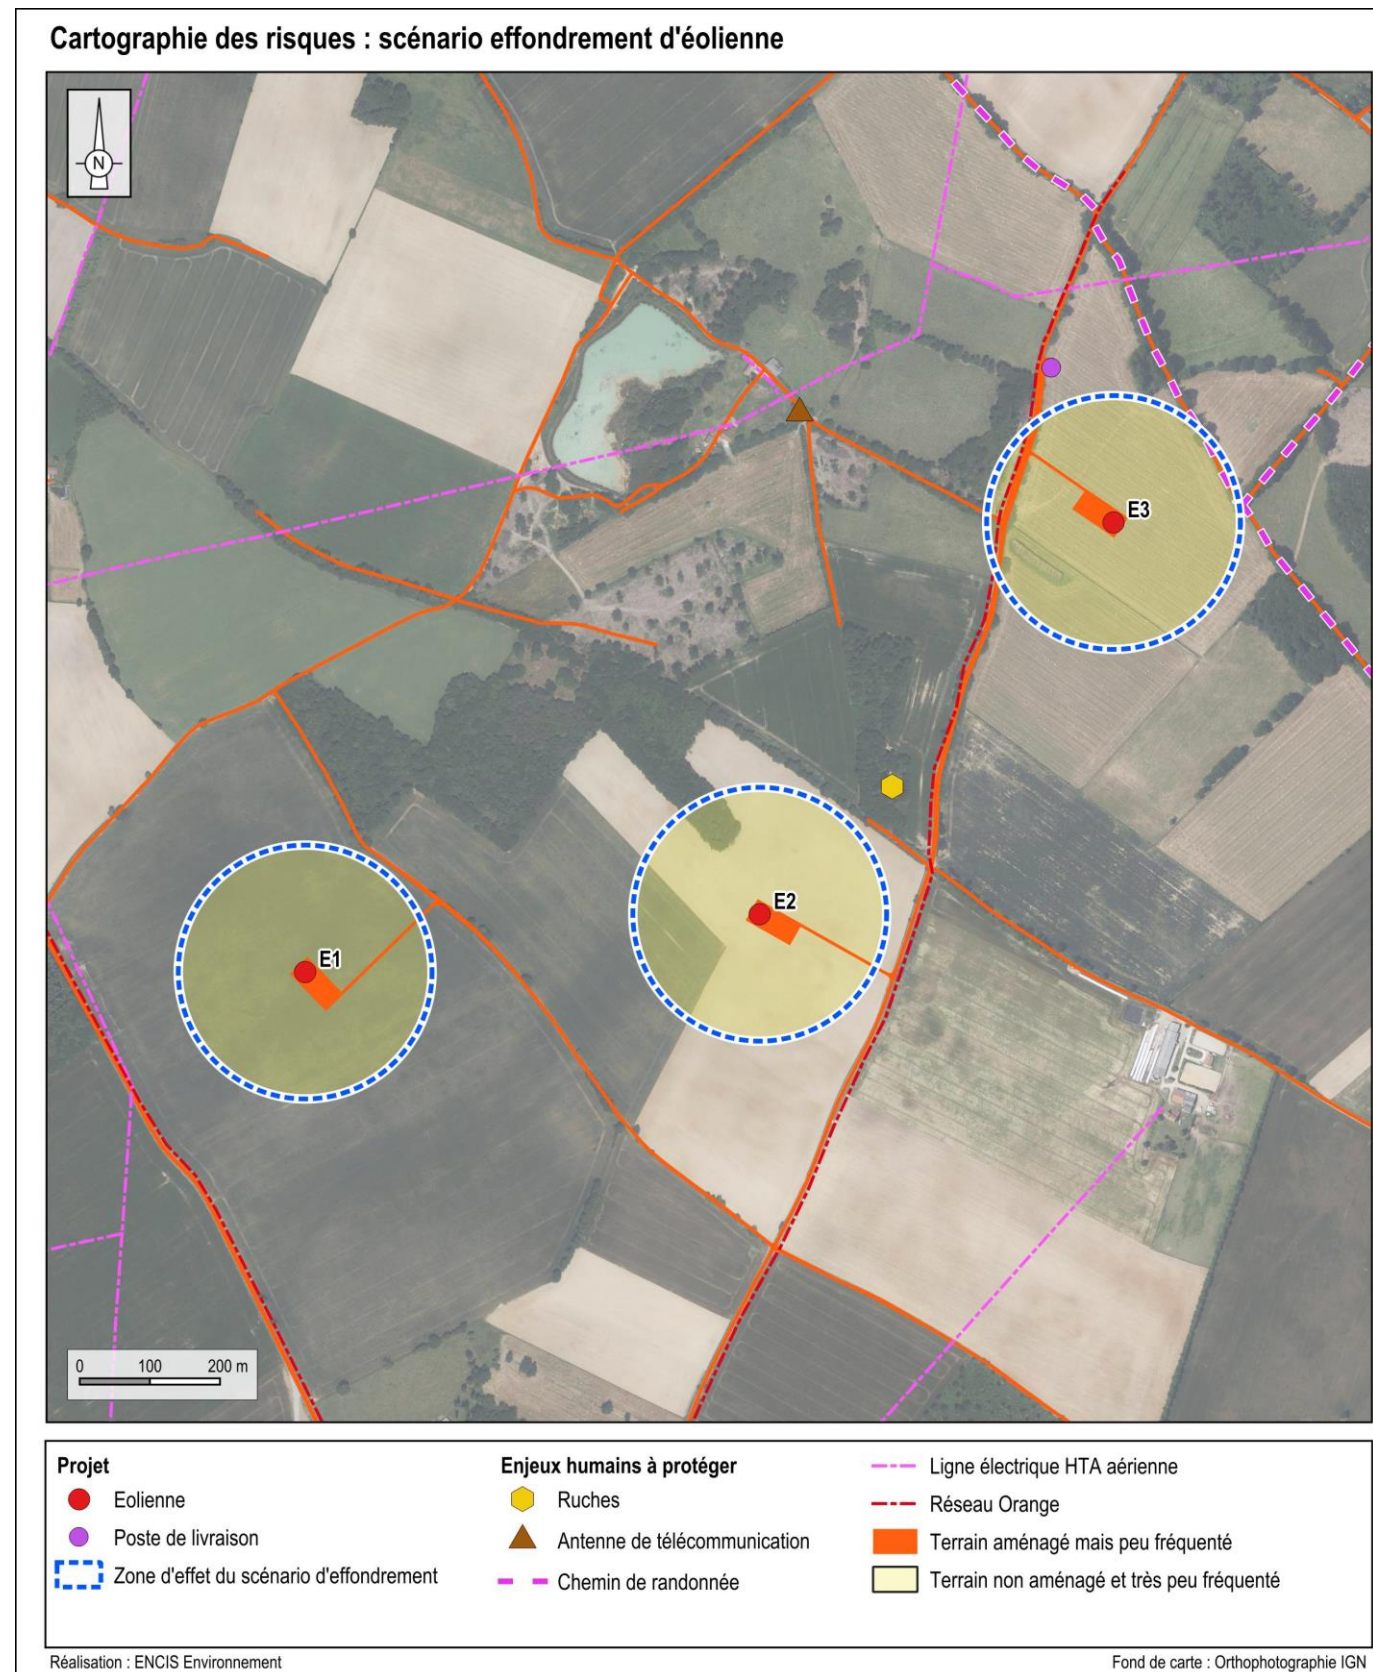 Cartographie des risques : scénario effondrement d'éolienne
N
E3
E2
E1
0 100 200 m
Projet
Eolienne
Poste de livraison
Zone d'effet du scénario d'effondrement
Enjeux humains à protéger
Ruches
Antenne de télécommunication
Chemin de randonnée
Ligne électrique HTA aérienne
Réseau Orange
Terrain aménagé mais peu fréquenté
Terrain non aménagé et très peu fréquenté
Réalisation : ENCIS Environnement
Fond de carte : Orthophotographie IGN